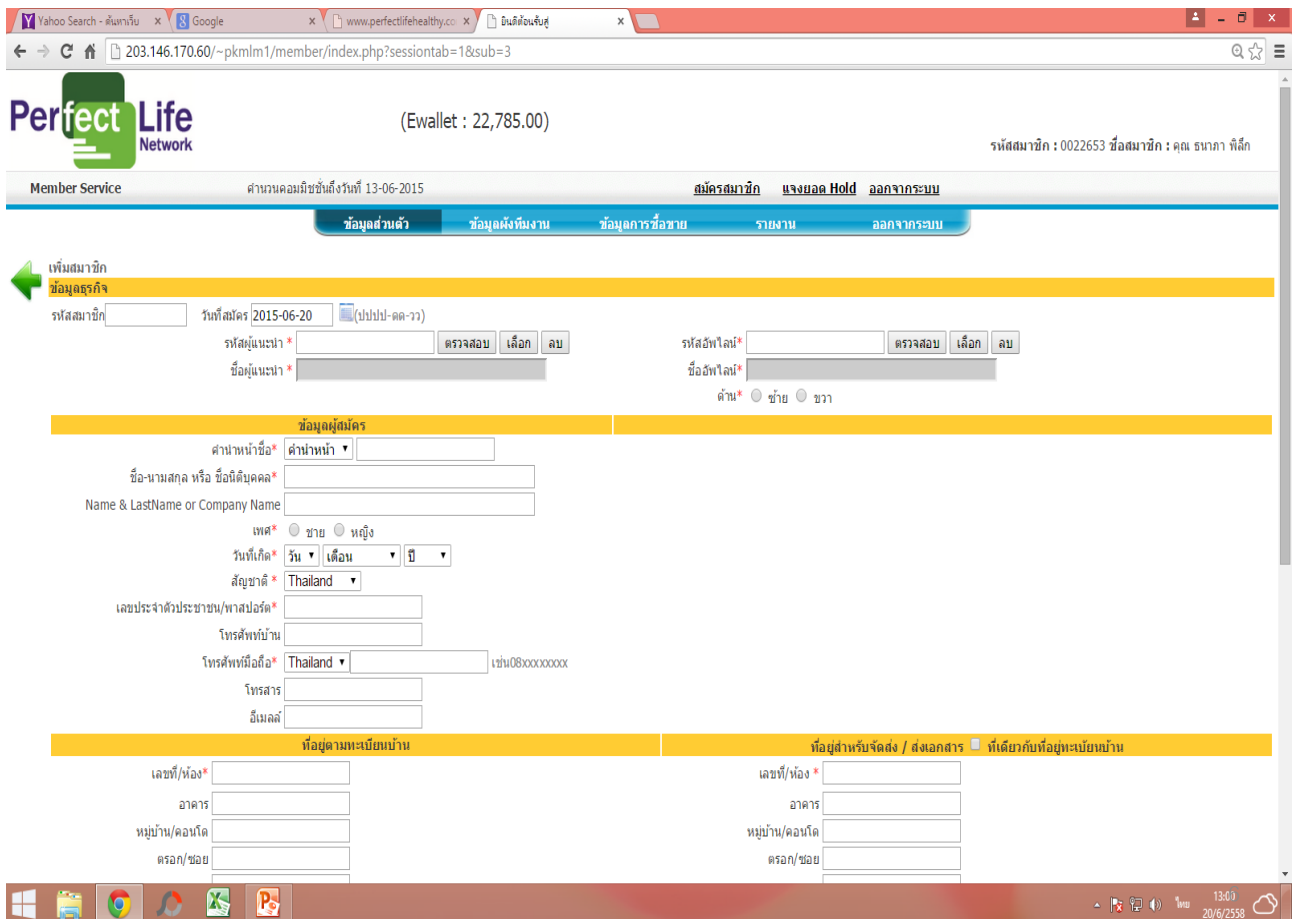 Yahoo Search - ค้นหาเว็บ
Google
www.perfectlifehealthy.co
ยินดีต้อนรับสู่
203.146.170.60/~pkmlm1/member/index.php?sessiontab=1&sub=3
Perfect Life
Network
(Ewallet : 22,785.00)
รหัสสมาชิก : 0022653 ชื่อสมาชิก : คุณ ธนาภา พิลึ้ก
Member Service
คำนวนคอมมิชชั่นถึงวันที่ 13-06-2015
สมัครสมาชิก แจงยอด Hold ออกจากระบบ
ข้อมูลส่วนตัว ข้อมูลผังทีมงาน ข้อมูลการซื้อขาย รายงาน ออกจากระบบ
เพิ่มสมาชิก
ข้อมูลธุรกิจ
รหัสสมาชิก วันที่สมัคร 2015-06-20 (ปปปป-ดด-วว)
รหัสผู้แนะนำ * ตรวจสอบ เลือก ลบ รหัสอัพไลน์* ตรวจสอบ เลือก ลบ
ชื่อผู้แนะนำ * ชื่ออัพไลน์*
ด้าน* ซ้าย ขวา
ข้อมูลผู้สมัคร
คำนำหน้าชื่อ* คำนำหน้า
ชื่อ-นามสกุล หรือ ชื่อนิติบุคคล*
Name & LastName or Company Name
เพศ* ชาย หญิง
วันที่เกิด* วัน เดือน ปี
สัญชาติ * Thailand
เลขประจำตัวประชาชน/พาสปอร์ต*
โทรศัพท์บ้าน
โทรศัพท์มือถือ* Thailand เช่น08xxxxxxxx
โทรสาร
อีเมลล์
ที่อยู่ตามทะเบียนบ้าน ที่อยู่สำหรับจัดส่ง / ส่งเอกสาร ที่เดียวกับที่อยู่ทะเบียนบ้าน
เลขที่/ห้อง* เลขที่/ห้อง *
อาคาร อาคาร
หมู่บ้าน/คอนโด หมู่บ้าน/คอนโด
ตรอก/ซอย ตรอก/ซอย
ไทย
13:00
20/6/2558